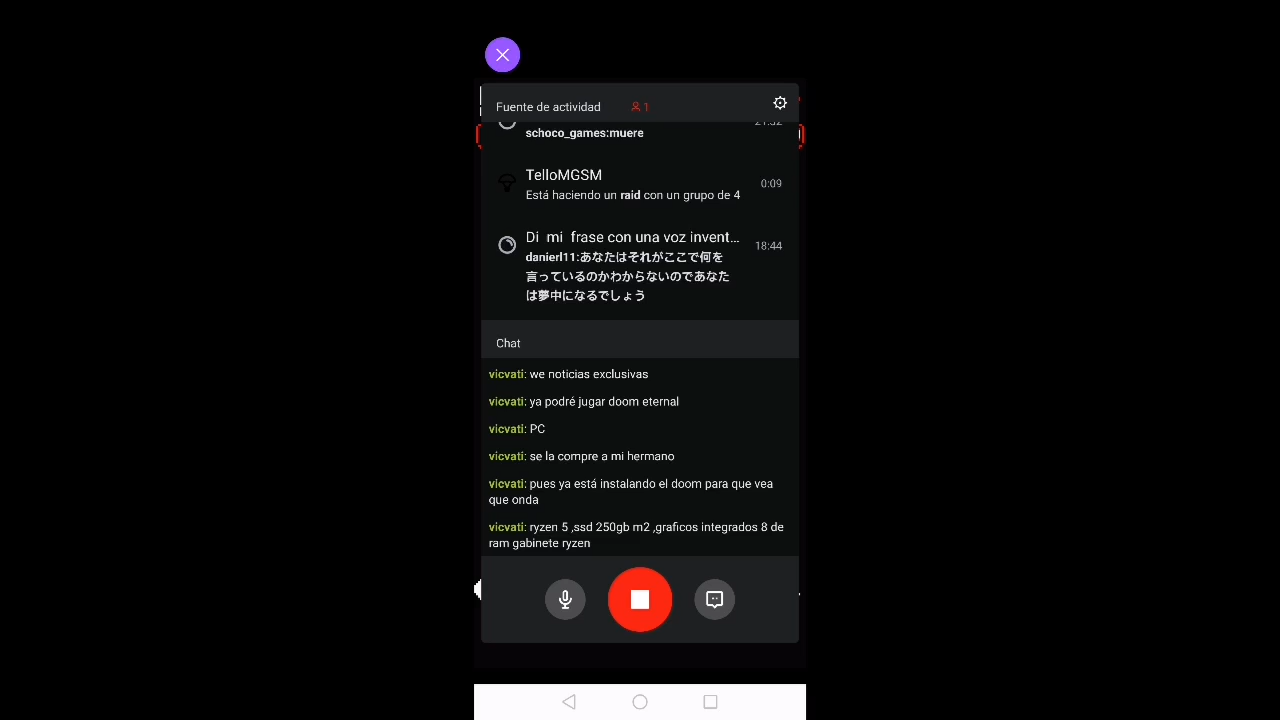 Fuente de actividad 1
schoco_games:muere
TelloMGSM
Está haciendo un raid con un grupo de 4 0:09
Di mi frase con una voz invent... 18:44
danierl11:あなたはそれがここで何を
言っているのかわからないのであなた
は夢中になるでしょう
Chat
vicvati: we noticias exclusivas
vicvati: ya podré jugar doom eternal
vicvati: PC
vicvati: se la compre a mi hermano
vicvati: pues ya está instalando el doom para que vea
que onda
vicvati: ryzen 5 ,ssd 250gb m2 ,graficos integrados 8 de
ram gabinete ryzen